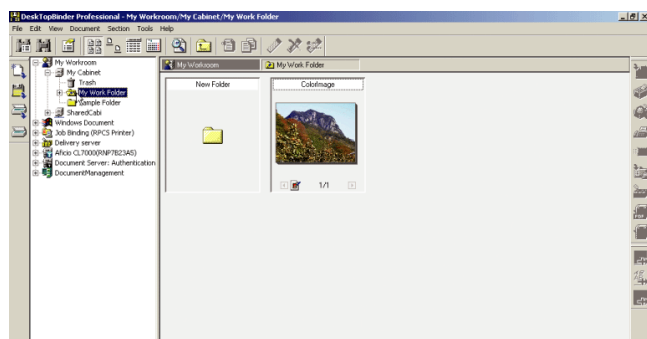 DeskTopBinder Professional - My Workroom/My Cabinet/My Work Folder
File Edit View Document Section Tools Help
My Workroom
My Cabinet
Trash
My Work Folder
Sample Folder
SharedCabi
Windows Document
Job Binding (RPCS Printer)
Delivery server
Aficio CL7000(RNP7B23A5)
Document Server: Authentication
DocumentManagement
My Workroom
My Work Folder
New Folder
ColorImage
1/1